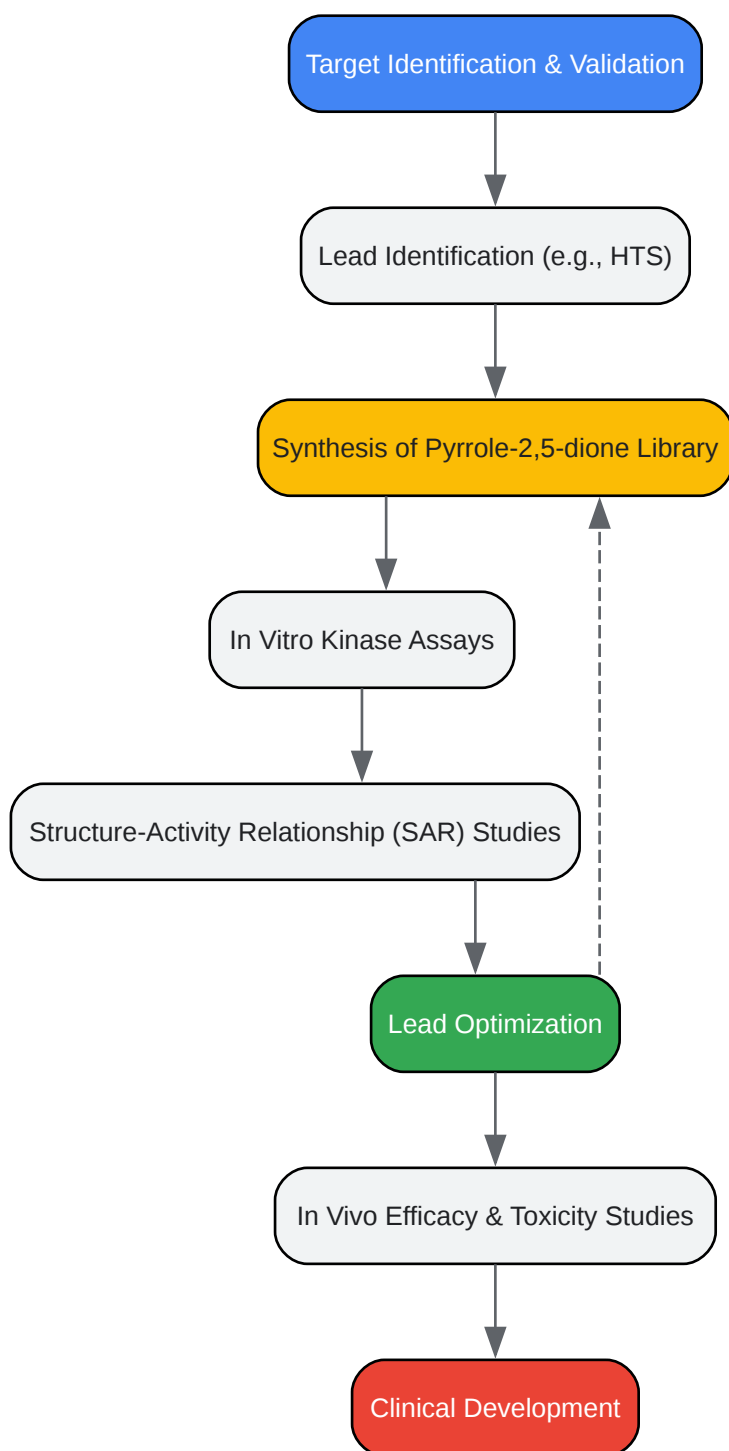 Target Identification & Validation
Lead Identification (e.g., HTS)
Synthesis of Pyrrole-2,5-dione Library
In Vitro Kinase Assays
Structure-Activity Relationship (SAR) Studies
Lead Optimization
In Vivo Efficacy & Toxicity Studies
Clinical Development